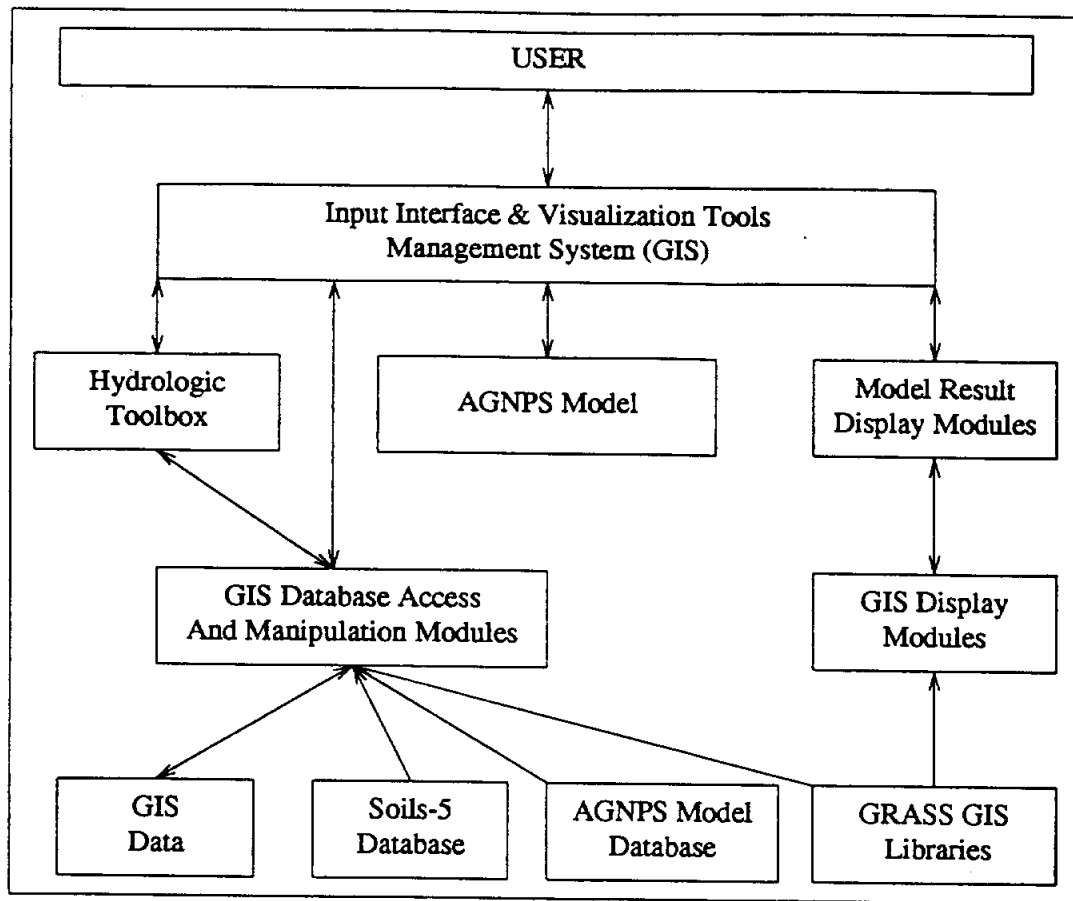 USER
Input Interface & Visualization Tools
Management System (GIS)
Hydrologic
Toolbox
AGNPS Model
Model Result
Display Modules
GIS Database Access
And Manipulation Modules
GIS Display
Modules
GIS
Data
Soils-5
Database
AGNPS Model
Database
GRASS GIS
Libraries